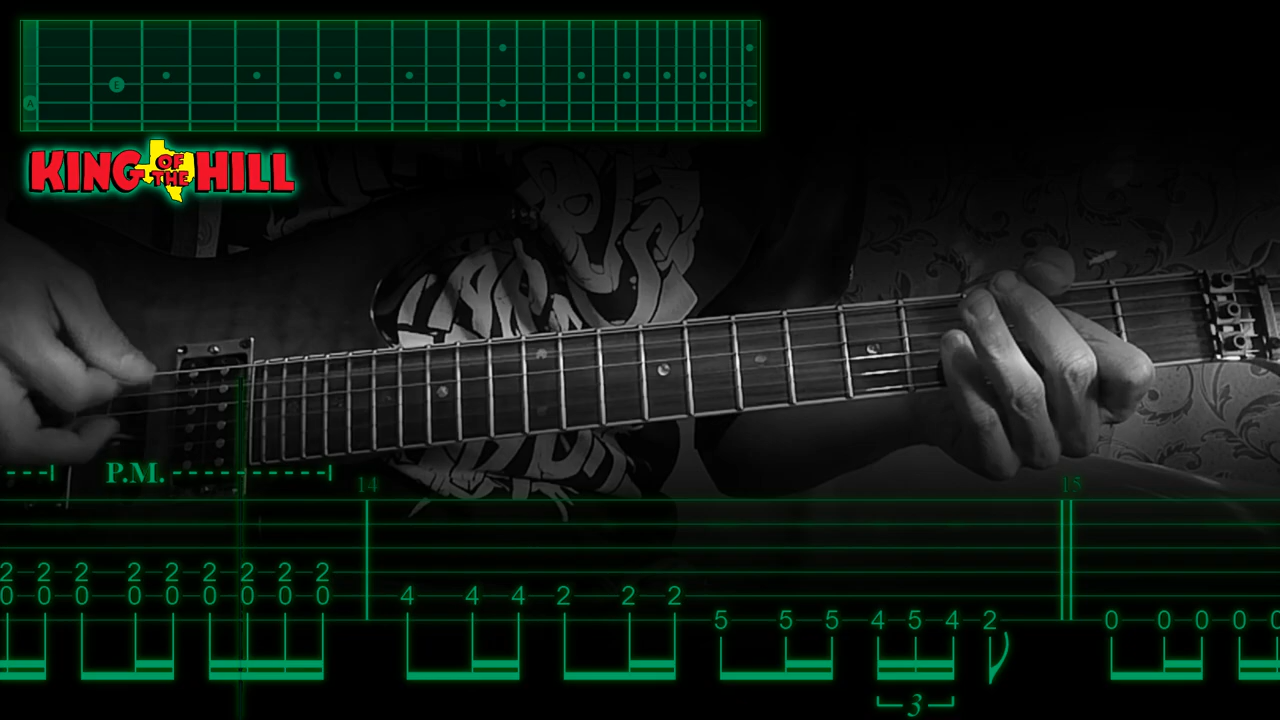 E
A
KING OF THE HILL
P.M.
14
15
2 2 2 2 2 2 2 2 2
0 0 0 0 0 0 0 0 0 4 4 4 2 2 2
5 5 5 4 5 4 2 0 0 0 0 0
3